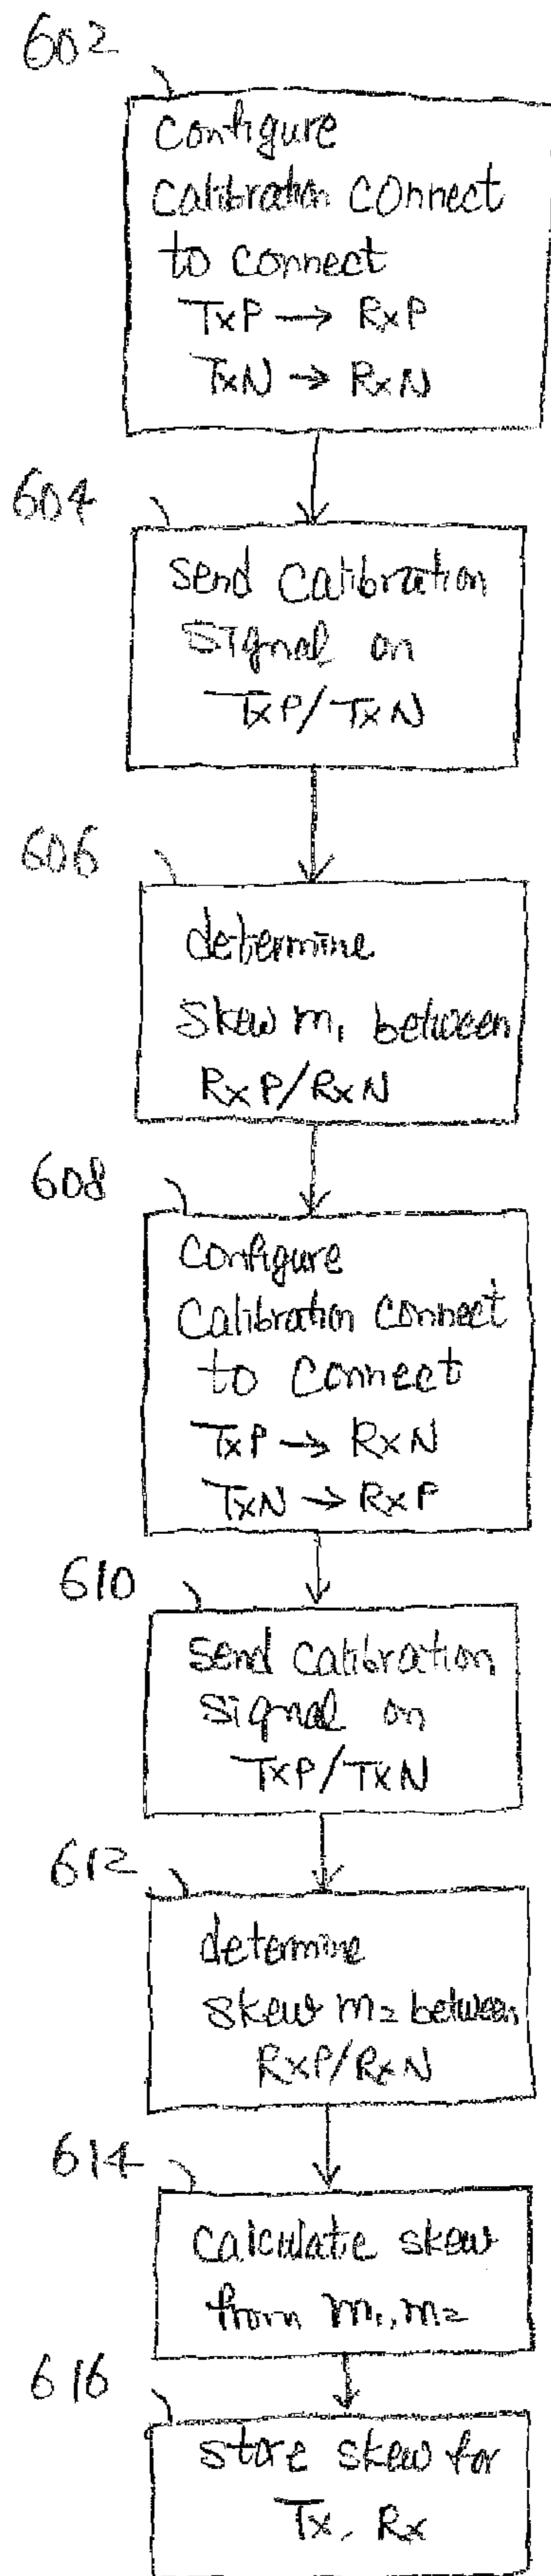 602
Configure
Calibration Connect
to connect
TxP → RxP
TxN → RxN
604
Send Calibration
Signal on
TxP/TxN
606
determine
Skew m₁ between
RxP/RxN
608
Configure
Calibration Connect
to Connect
TxP → RxN
TxN → RxP
610
Send Calibration
Signal on
TxP/TxN
612
determine
skew m₂ between
RxP/RxN
614
Calculate skew
from m₁, m₂
616
store skew for
Tx, Rx